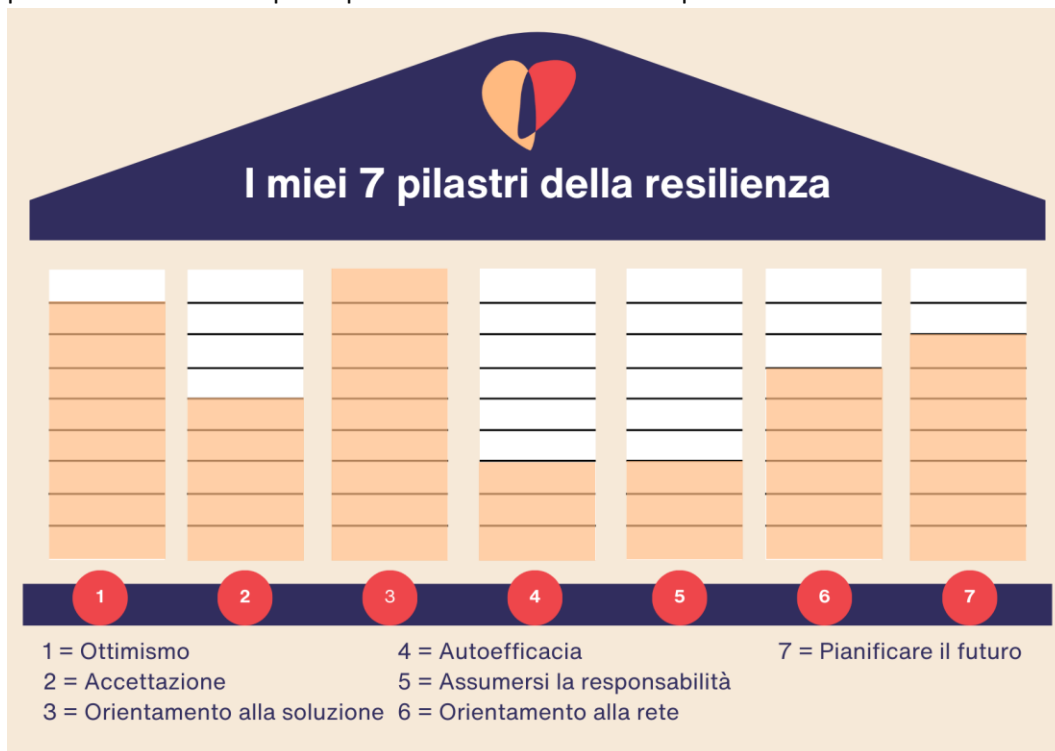 I miei 7 pilastri della resilienza
1 2 3 4 5 6 7
1 = Ottimismo
2 = Accettazione
3 = Orientamento alla soluzione
4 = Autoefficacia
5 = Assumersi la responsabilità
6 = Orientamento alla rete
7 = Pianificare il futuro